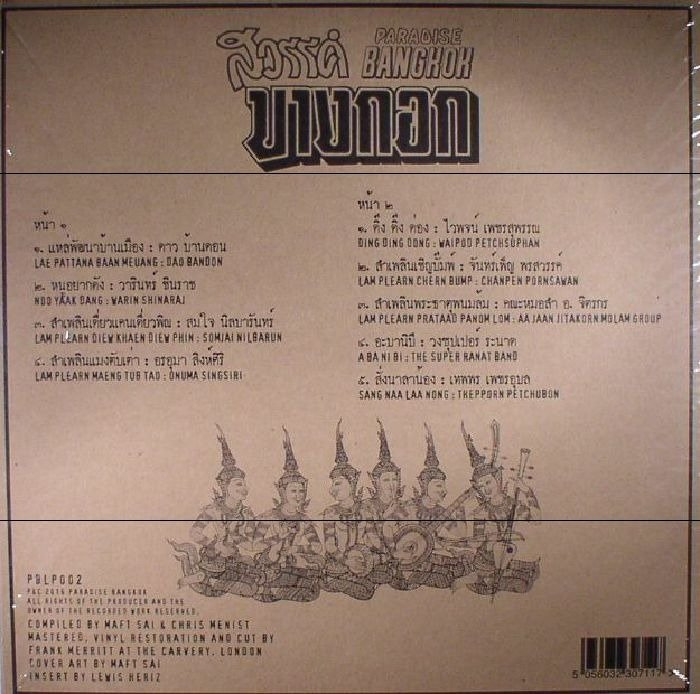 สวรรค์
PARADISE
BANGKOK
บางกอก
หน้า ๑
๑. แหล่พัฒนาบ้านเมือง : ดาว บ้านดอน
LAE PATTANA BAAN MEUANG : DAO BANDON
๒. หนูอยากดัง : วารินทร์ ชินราช
NOO YAAK DANG : WARIN SHINARAJ
๓. ลำเพลินเดี่ยวแคนเดี่ยวพิณ : สมใจ นิลบารันทร์
LAM PLEARN DIEW KHAEN DIEW PHIN : SOMJAI NILBARUN
๔. ลำเพลินแมงตับเต่า : อรอุมา สิงห์ศิริ
LAM PLEARN MAENG TUB TAO : ONUMA SINGSIRI
หน้า ๒
๑. ดึ๋ง ดึ๋ง ด๋อง : ไวพจน์ เพชรสุพรรณ
DING DING DONG : WAIPOD PETCHSUPHAN
๒. ลำเพลินเชิญบั๊มพ์ : จันทร์เพ็ญ พรสวรรค์
LAM PLEARN CHERN BUMP : CHANPEN PORNSAWAN
๓. ลำเพลินพระธาตุพนมล้ม : คณะหมอลำ อ. จิตรกร
LAM PLEARN PRATAAD PANOM LOM : AAJAAN JITAKORN MOLAM GROUP
๔. อะบานิบี : วงซุปเปอร์ ระนาด
ABANIBI : THE SUPER RANAT BAND
๕. สั่งนาลาน้อง : เทพพร เพชรอุบล
SANG NAA LAA NONG : THEPPORN PETCHUBON
PBLP002
P&C 2016 PARADISE BANGKOK
ALL RIGHTS OF THE PRODUCER AND THE
OWNER OF THE RECORDED WORK RESERVED.
COMPILED BY MAFT SAI & CHRIS MENIST
MASTERED, VINYL RESTORATION AND CUT BY
FRANK MERRITT AT THE CARVERY, LONDON
COVER ART BY MAFT SAI
INSERT BY LEWIS HERIZ
5 056032 307117 >